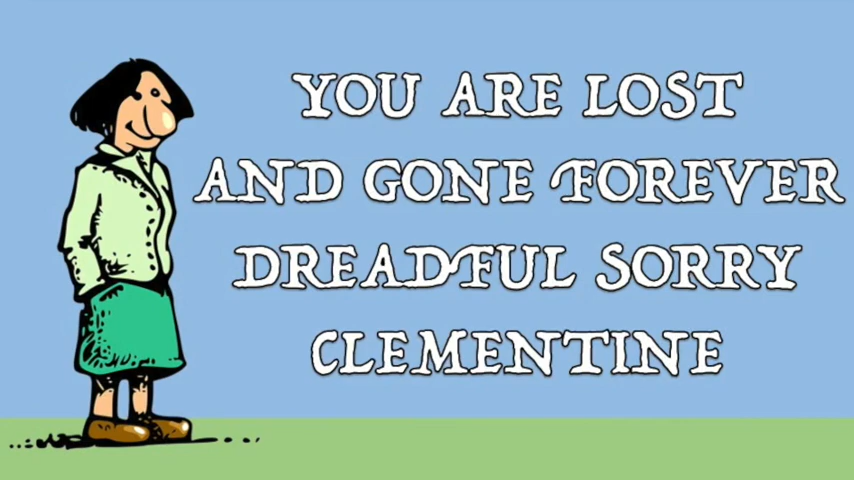 YOU ARE LOST
AND GONE FOREVER
DREADFUL SORRY
CLEMENTINE